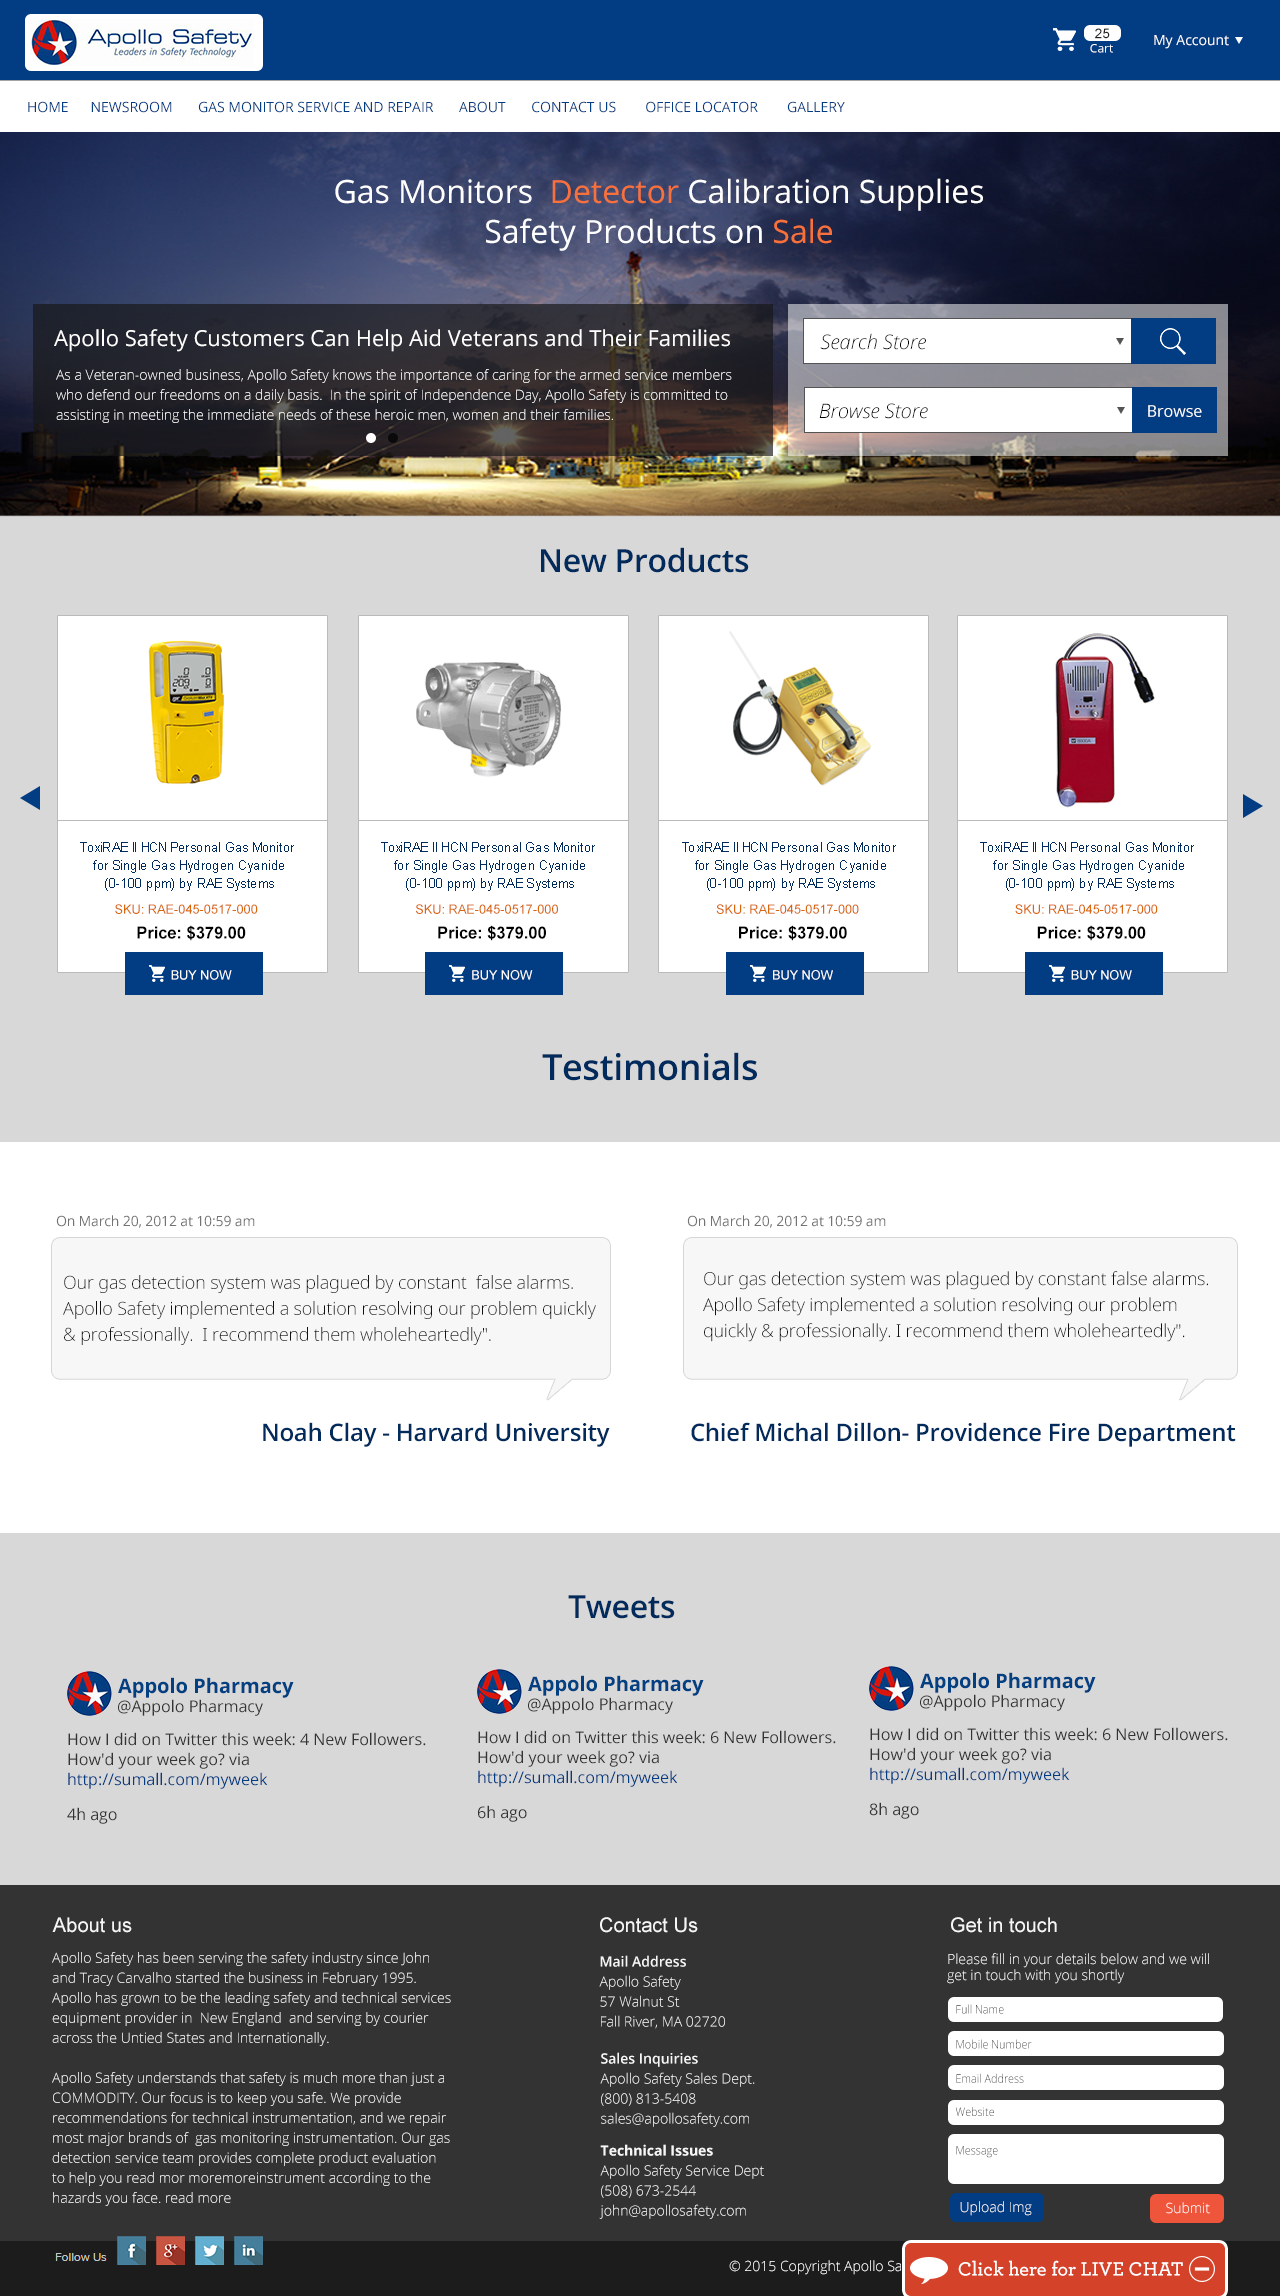 Apollo Safety
Leaders in Safety Technology
25
Cart
My Account
HOME NEWSROOM GAS MONITOR SERVICE AND REPAIR ABOUT CONTACT US OFFICE LOCATOR GALLERY
Gas Monitors Detector Calibration Supplies
Safety Products on Sale
Apollo Safety Customers Can Help Aid Veterans and Their Families
As a Veteran-owned business, Apollo Safety knows the importance of caring for the armed service members
who defend our freedoms on a daily basis. In the spirit of Independence Day, Apollo Safety is committed to
assisting in meeting the immediate needs of these heroic men, women and their families.
Search Store
Browse Store
Browse
New Products
ToxiRAE II HCN Personal Gas Monitor
for Single Gas Hydrogen Cyanide
(0-100 ppm) by RAE Systems
SKU: RAE-045-0517-000
Price: $379.00
BUY NOW
ToxiRAE II HCN Personal Gas Monitor
for Single Gas Hydrogen Cyanide
(0-100 ppm) by RAE Systems
SKU: RAE-045-0517-000
Price: $379.00
BUY NOW
ToxiRAE II HCN Personal Gas Monitor
for Single Gas Hydrogen Cyanide
(0-100 ppm) by RAE Systems
SKU: RAE-045-0517-000
Price: $379.00
BUY NOW
ToxiRAE II HCN Personal Gas Monitor
for Single Gas Hydrogen Cyanide
(0-100 ppm) by RAE Systems
SKU: RAE-045-0517-000
Price: $379.00
BUY NOW
Testimonials
On March 20, 2012 at 10:59 am
Our gas detection system was plagued by constant false alarms.
Apollo Safety implemented a solution resolving our problem quickly
& professionally. I recommend them wholeheartedly".
Noah Clay - Harvard University
On March 20, 2012 at 10:59 am
Our gas detection system was plagued by constant false alarms.
Apollo Safety implemented a solution resolving our problem
quickly & professionally. I recommend them wholeheartedly".
Chief Michal Dillon- Providence Fire Department
Tweets
Appolo Pharmacy
@Appolo Pharmacy
How I did on Twitter this week: 4 New Followers.
How'd your week go? via
http://sumall.com/myweek
4h ago
Appolo Pharmacy
@Appolo Pharmacy
How I did on Twitter this week: 6 New Followers.
How'd your week go? via
http://sumall.com/myweek
6h ago
Appolo Pharmacy
@Appolo Pharmacy
How I did on Twitter this week: 6 New Followers.
How'd your week go? via
http://sumall.com/myweek
8h ago
About us
Apollo Safety has been serving the safety industry since John
and Tracy Carvalho started the business in February 1995.
Apollo has grown to be the leading safety and technical services
equipment provider in New England and serving by courier
across the Untied States and Internationally.
Apollo Safety understands that safety is much more than just a
COMMODITY. Our focus is to keep you safe. We provide
recommendations for technical instrumentation, and we repair
most major brands of gas monitoring instrumentation. Our gas
detection service team provides complete product evaluation
to help you read mor moremoreinstrument according to the
hazards you face. read more
Contact Us
Mail Address
Apollo Safety
57 Walnut St
Fall River, MA 02720
Sales Inquiries
Apollo Safety Sales Dept.
(800) 813-5408
sales@apollosafety.com
Technical Issues
Apollo Safety Service Dept
(508) 673-2544
john@apollosafety.com
Get in touch
Please fill in your details below and we will
get in touch with you shortly
Full Name
Mobile Number
Email Address
Website
Message
Upload Img
Submit
Follow Us
f
g+
in
© 2015 Copyright Apollo Sa
Click here for LIVE CHAT